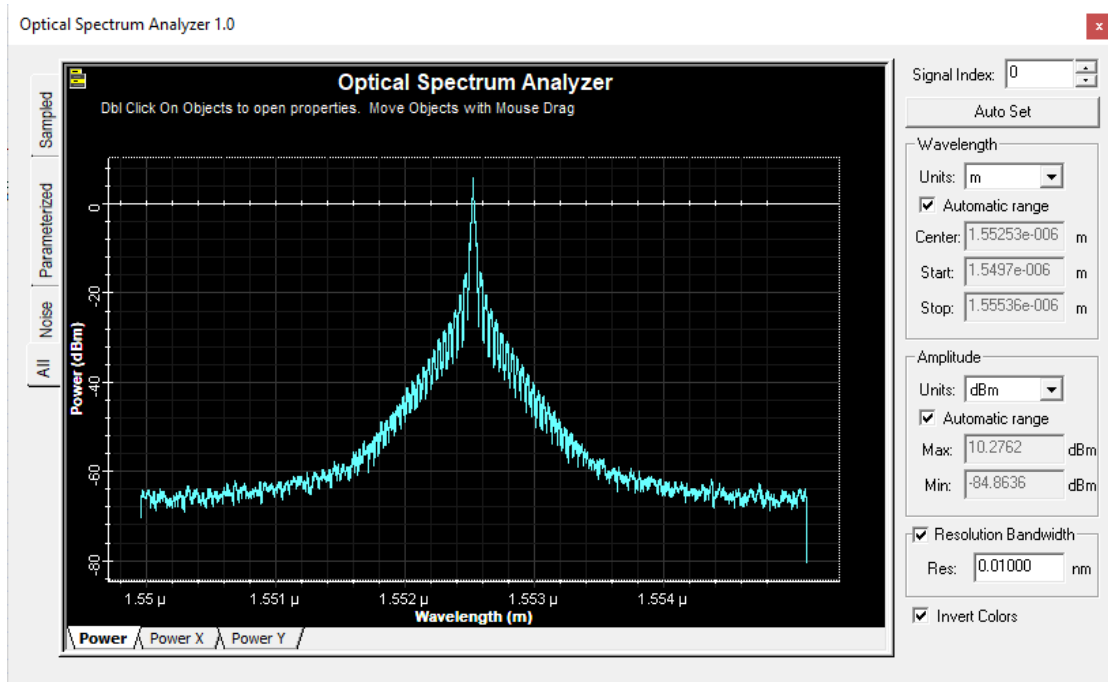 Optical Spectrum Analyzer 1.0
x
Optical Spectrum Analyzer
Dbl Click On Objects to open properties.  Move Objects with Mouse Drag
Sampled
Parameterized
Noise
All
Power (dBm)
0
-20
-40
-60
-80
1.55 µ
1.551 µ
1.552 µ
1.553 µ
1.554 µ
Wavelength (m)
Power
Power X
Power Y
Signal Index: 0
Auto Set
Wavelength
Units: m
Automatic range
Center: 1.55253e-006 m
Start: 1.5497e-006 m
Stop: 1.55536e-006 m
Amplitude
Units: dBm
Automatic range
Max: 10.2762 dBm
Min: -84.8636 dBm
Resolution Bandwidth
Res: 0.01000 nm
Invert Colors